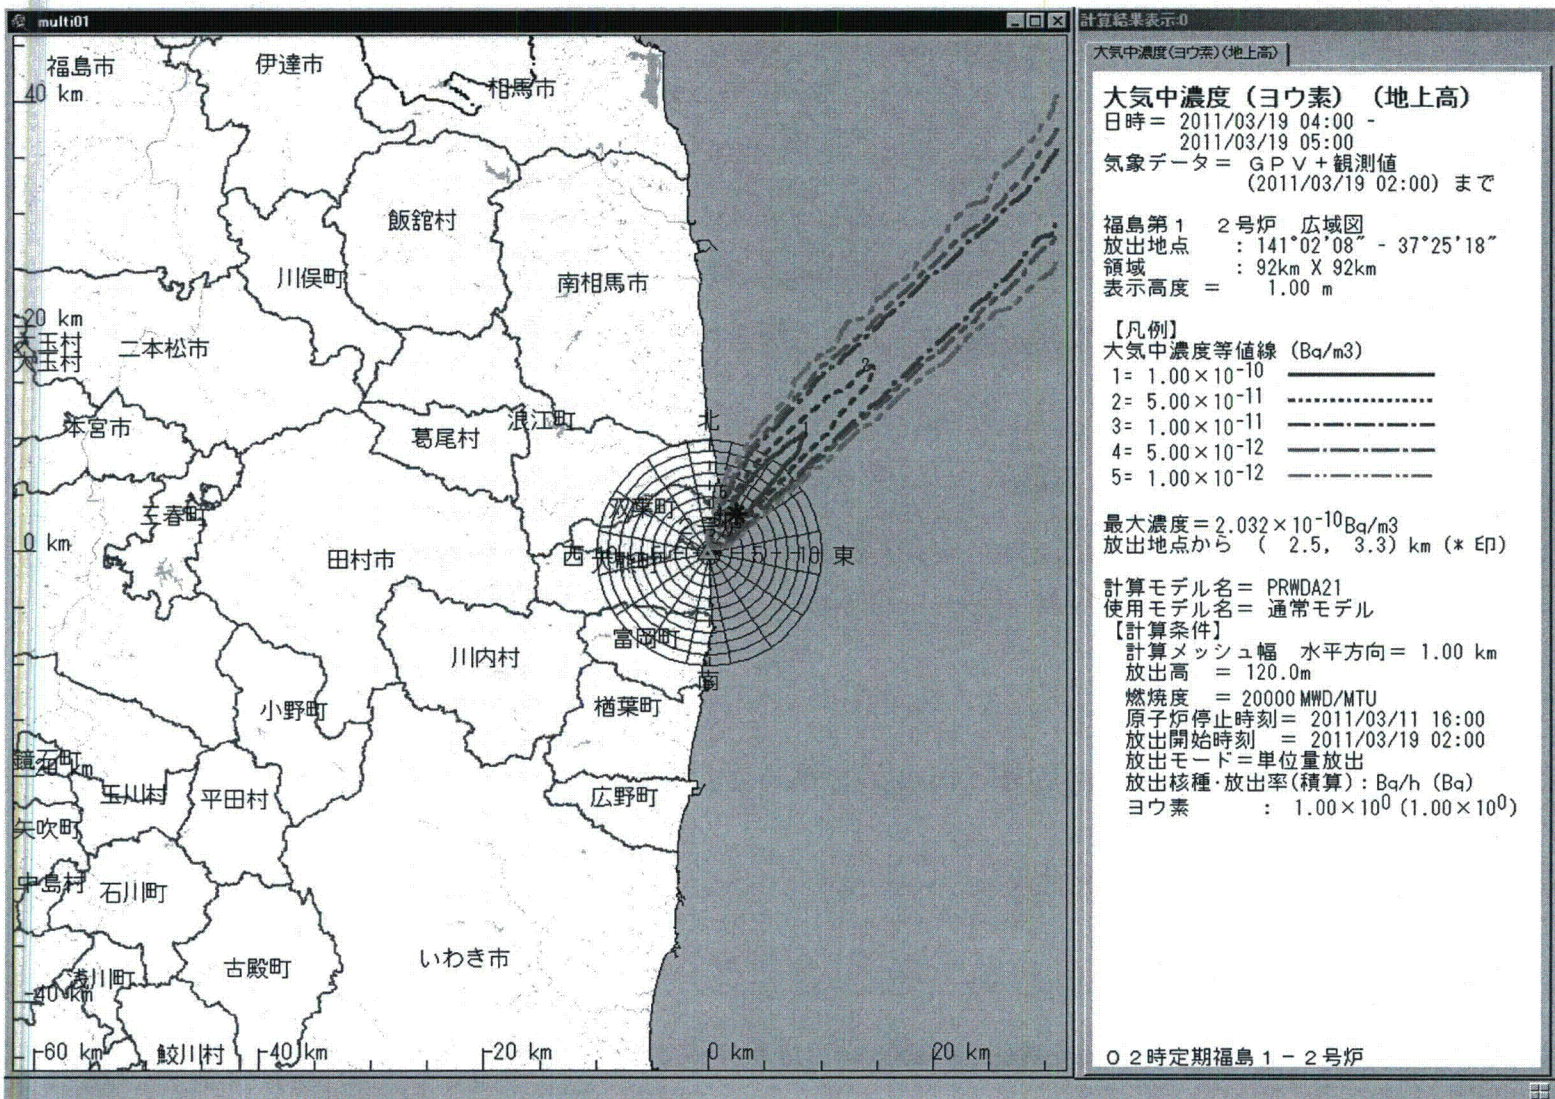 multi01
計算結果表示:0
大気中濃度(ヨウ素)(地上高)
福島市
伊達市
相馬市
40 km
飯舘村
川俣町
南相馬市
20 km
大玉村
大玉村
二本松市
本宮市
葛尾村
浪江町
北
2
1
三春町
双葉町
0 km
田村市
西
大熊町
5
10
東
富岡町
川内村
南
小野町
楢葉町
鏡石町
-20 km
玉川村
平田村
広野町
矢吹町
中島村
石川町
古殿町
いわき市
浅川町
-40 km
鮫川村
-60 km
-40 km
-20 km
0 km
20 km
大気中濃度(ヨウ素) (地上高)
日時= 2011/03/19 04:00 -
2011/03/19 05:00
気象データ= GPV+観測値
(2011/03/19 02:00) まで
福島第1 2号炉 広域図
放出地点 : 141°02'08" - 37°25'18"
領域 : 92km X 92km
表示高度 = 1.00 m
【凡例】
大気中濃度等値線 (Bq/m3)
1= 1.00×10⁻¹⁰
2= 5.00×10⁻¹¹
3= 1.00×10⁻¹¹
4= 5.00×10⁻¹²
5= 1.00×10⁻¹²
最大濃度=2.032×10⁻¹⁰Bq/m3
放出地点から ( 2.5, 3.3) km (* 印)
計算モデル名= PRWDA21
使用モデル名= 通常モデル
【計算条件】
計算メッシュ幅 水平方向= 1.00 km
放出高 = 120.0m
燃焼度 = 20000MWD/MTU
原子炉停止時刻= 2011/03/11 16:00
放出開始時刻 = 2011/03/19 02:00
放出モード=単位量放出
放出核種・放出率(積算):Bq/h (Bq)
ヨウ素 : 1.00×10⁰ (1.00×10⁰)
02時定期福島1-2号炉